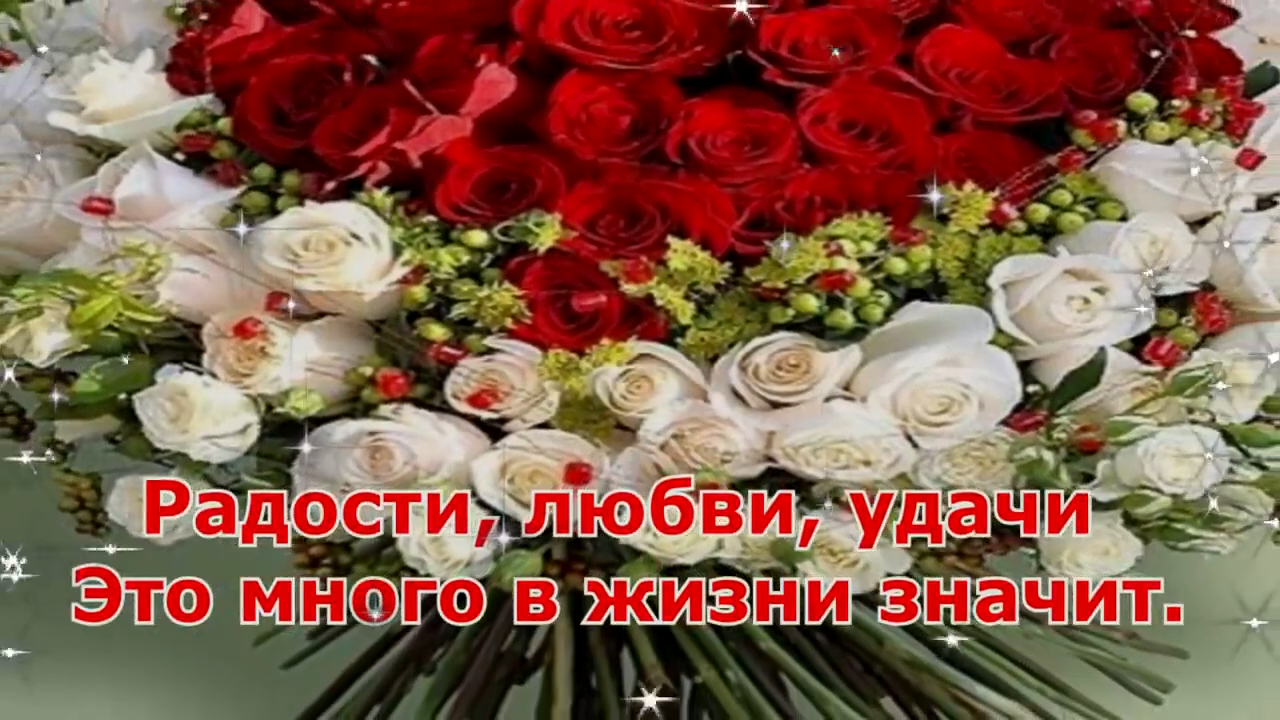 Радости, любви, удачи
Это много в жизни значит.